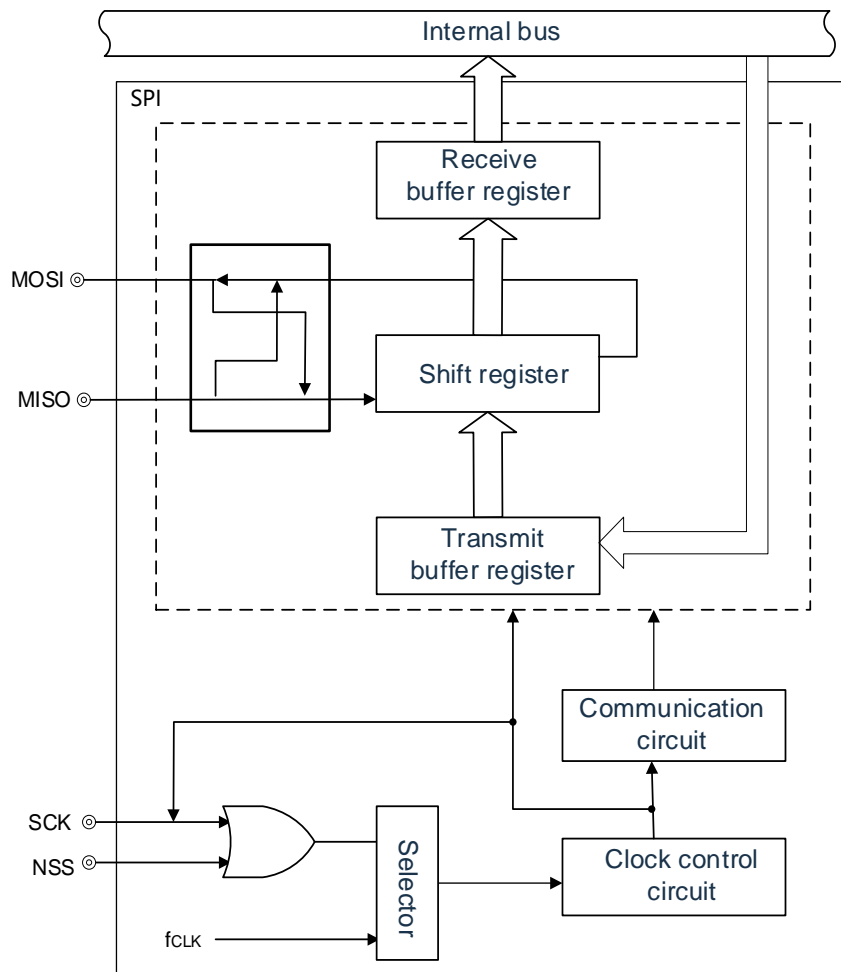 Internal bus
SPI
Receive
buffer register
MOSI
Shift register
MISO
Transmit
buffer register
Communication
circuit
SCK
NSS
Selector
Clock control
circuit
fCLK